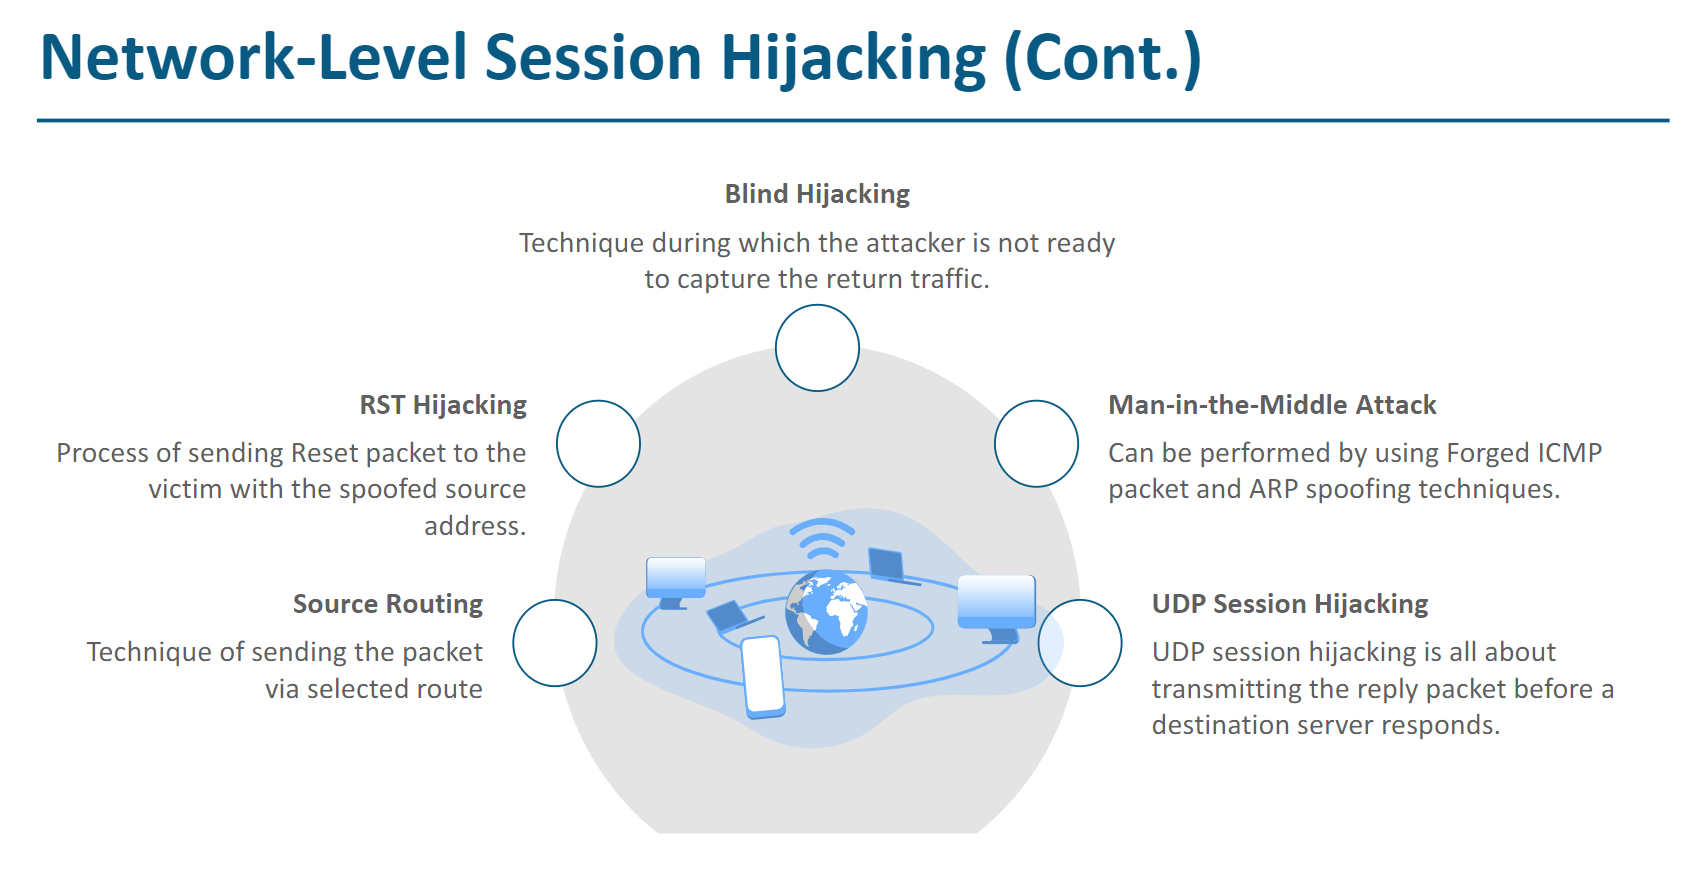 Network-Level Session Hijacking (Cont.)
Blind Hijacking
Technique during which the attacker is not ready
to capture the return traffic.
RST Hijacking
Process of sending Reset packet to the
victim with the spoofed source
address.
Man-in-the-Middle Attack
Can be performed by using Forged ICMP
packet and ARP spoofing techniques.
Source Routing
Technique of sending the packet
via selected route
UDP Session Hijacking
UDP session hijacking is all about
transmitting the reply packet before a
destination server responds.